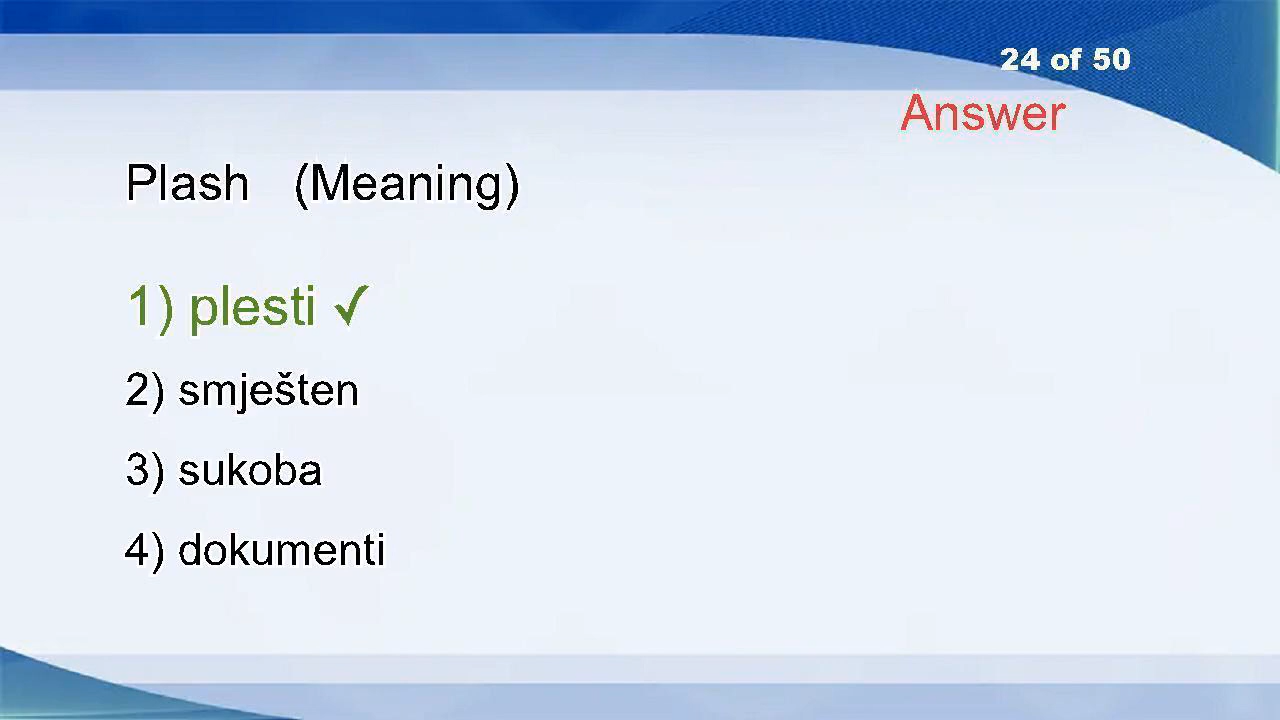 24 of 50
Answer
Plash (Meaning)
1) plesti ✓
2) smješten
3) sukoba
4) dokumenti